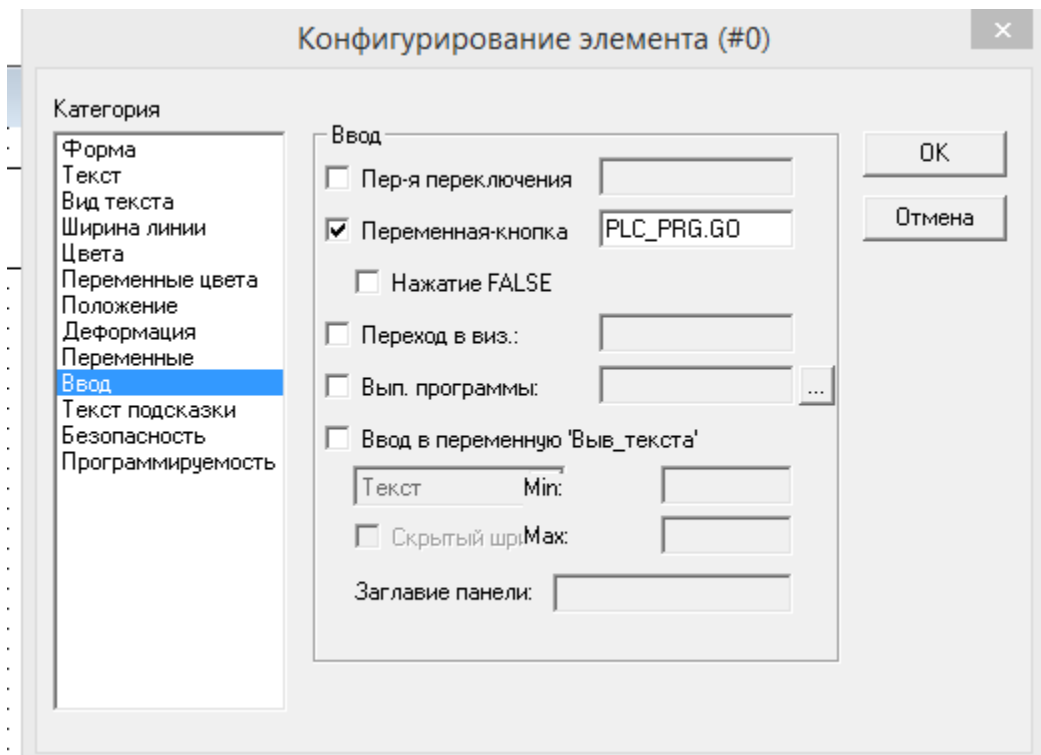 Конфигурирование элемента (#0)
Категория
Форма
Текст
Вид текста
Ширина линии
Цвета
Переменные цвета
Положение
Деформация
Переменные
Ввод
Текст подсказки
Безопасность
Программируемость
Ввод
Пер-я переключения
Переменная-кнопка PLC_PRG.GO
Нажатие FALSE
Переход в виз.:
Вып. программы: ...
Ввод в переменную 'Выв_текста'
Текст Min:
Скрытый шри Max:
Заглавие панели:
OK
Отмена